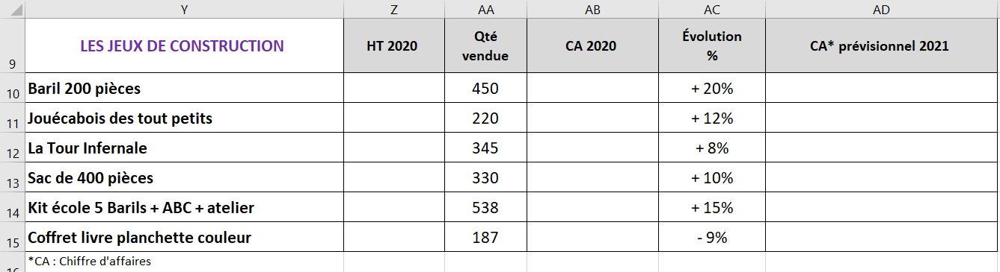 Y Z AA AB AC AD
9 LES JEUX DE CONSTRUCTION HT 2020 Qté vendue CA 2020 Évolution % CA* prévisionnel 2021
10 Baril 200 pièces 450 + 20%
11 Jouécabois des tout petits 220 + 12%
12 La Tour Infernale 345 + 8%
13 Sac de 400 pièces 330 + 10%
14 Kit école 5 Barils + ABC + atelier 538 + 15%
15 Coffret livre planchette couleur 187 - 9%
16 *CA : Chiffre d'affaires